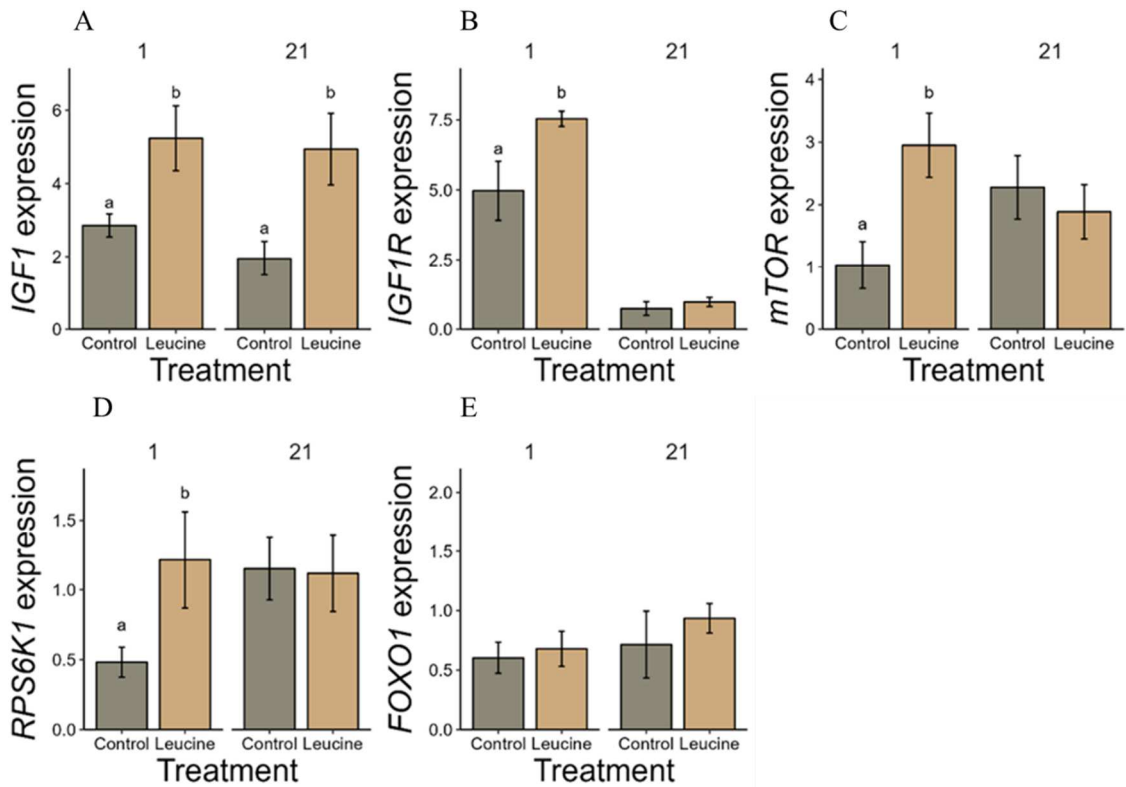 A
1 21
IGF1 expression
6
4
2
0
a
b
a
b
Control Leucine Control Leucine
Treatment
B
1 21
IGF1R expression
7.5
5.0
2.5
0.0
a
b
Control Leucine Control Leucine
Treatment
C
1 21
mTOR expression
4
3
2
1
0
a
b
Control Leucine Control Leucine
Treatment
D
1 21
RPS6K1 expression
1.5
1.0
0.5
0.0
a
b
Control Leucine Control Leucine
Treatment
E
1 21
FOXO1 expression
2.0
1.5
1.0
0.5
0.0
Control Leucine Control Leucine
Treatment